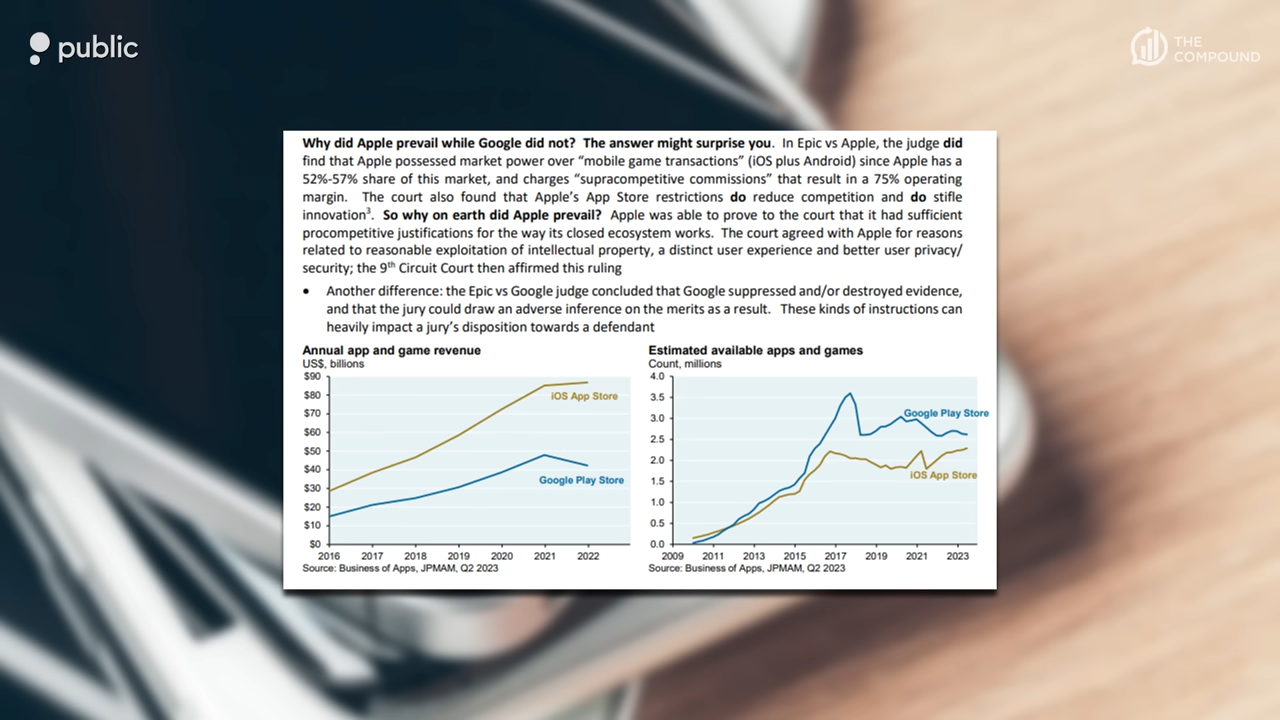 public
THE
COMPOUND
Why did Apple prevail while Google did not? The answer might surprise you. In Epic vs Apple, the judge did
find that Apple possessed market power over “mobile game transactions” (iOS plus Android) since Apple has a
52%-57% share of this market, and charges “supracompetitive commissions” that result in a 75% operating
margin. The court also found that Apple’s App Store restrictions do reduce competition and do stifle
innovation³. So why on earth did Apple prevail? Apple was able to prove to the court that it had sufficient
procompetitive justifications for the way its closed ecosystem works. The court agreed with Apple for reasons
related to reasonable exploitation of intellectual property, a distinct user experience and better user privacy/
security; the 9th Circuit Court then affirmed this ruling
• Another difference: the Epic vs Google judge concluded that Google suppressed and/or destroyed evidence,
and that the jury could draw an adverse inference on the merits as a result. These kinds of instructions can
heavily impact a jury’s disposition towards a defendant
Annual app and game revenue
US$, billions
$90
$80
$70
$60
$50
$40
$30
$20
$10
$0
iOS App Store
Google Play Store
2016 2017 2018 2019 2020 2021 2022
Source: Business of Apps, JPMAM, Q2 2023
Estimated available apps and games
Count, millions
4.0
3.5
3.0
2.5
2.0
1.5
1.0
0.5
0.0
Google Play Store
iOS App Store
2009 2011 2013 2015 2017 2019 2021 2023
Source: Business of Apps, JPMAM, Q2 2023